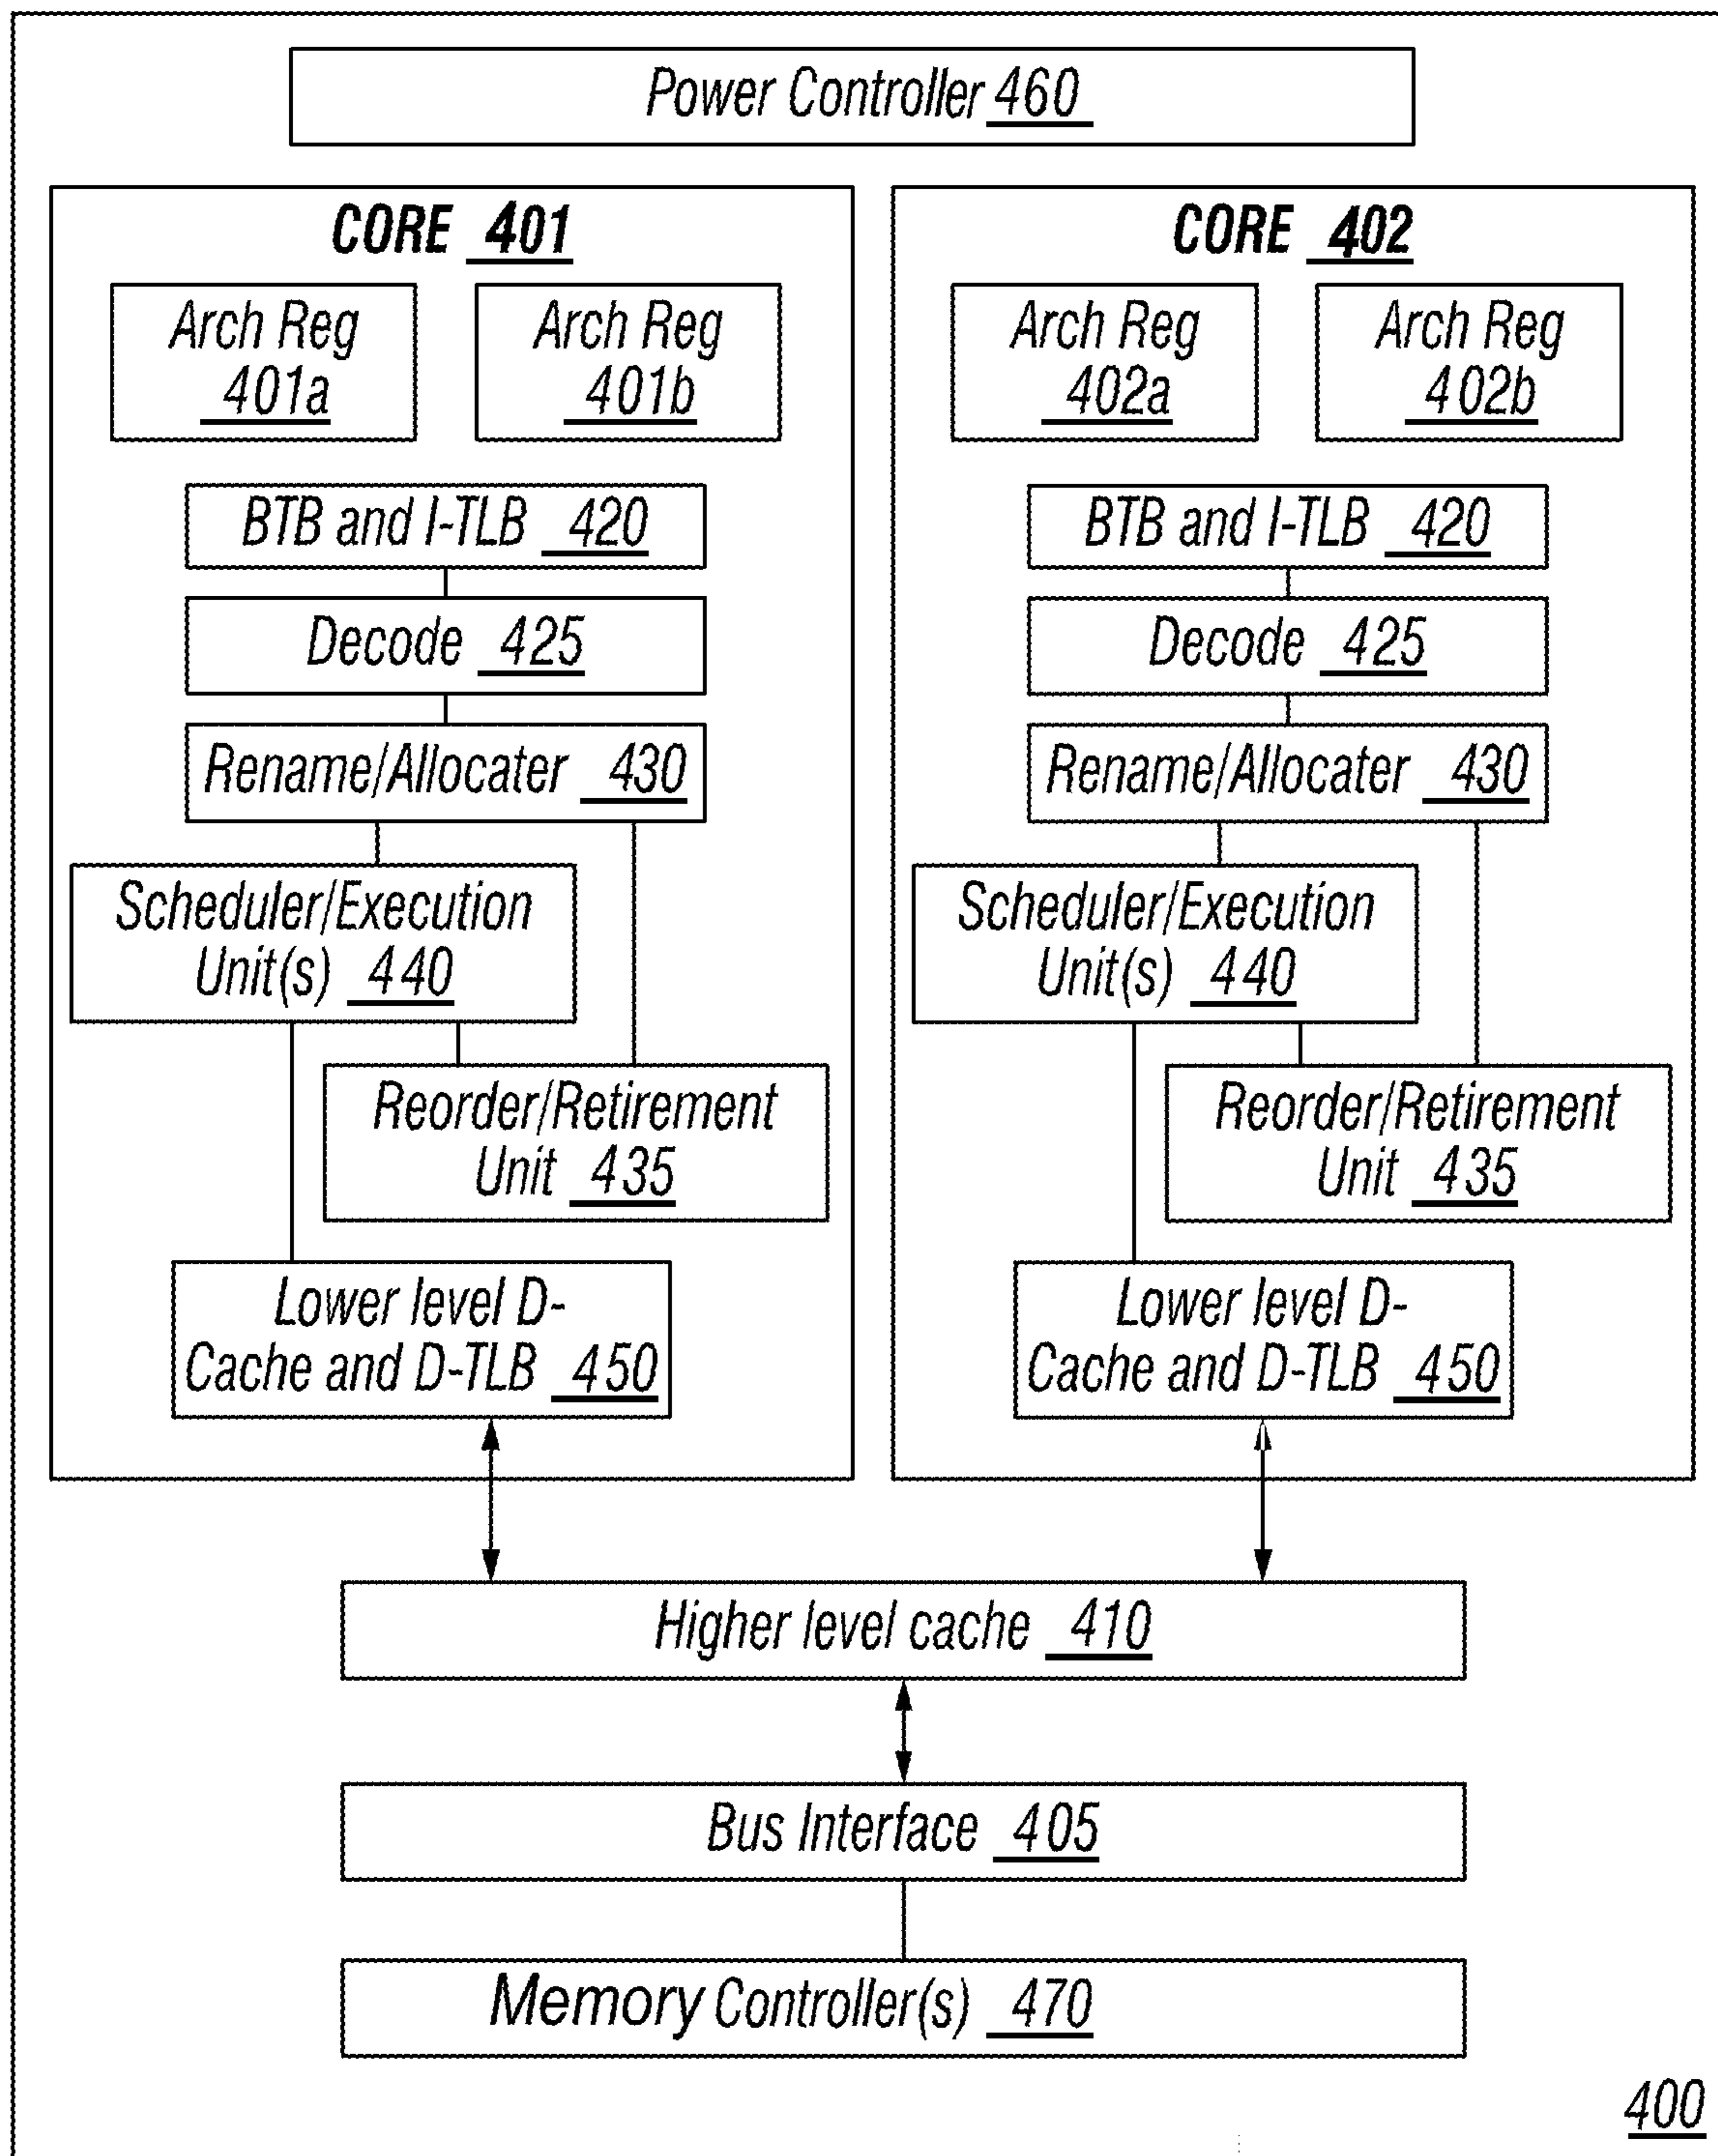 Power Controller 460
CORE 401
Arch Reg
401a
Arch Reg
401b
BTB and I-TLB 420
Decode 425
Rename/Allocater 430
Scheduler/Execution
Unit(s) 440
Reorder/Retirement
Unit 435
Lower level D-
Cache and D-TLB 450
CORE 402
Arch Reg
402a
Arch Reg
402b
BTB and I-TLB 420
Decode 425
Rename/Allocater 430
Scheduler/Execution
Unit(s) 440
Reorder/Retirement
Unit 435
Lower level D-
Cache and D-TLB 450
Higher level cache 410
Bus Interface 405
Memory Controller(s) 470
400